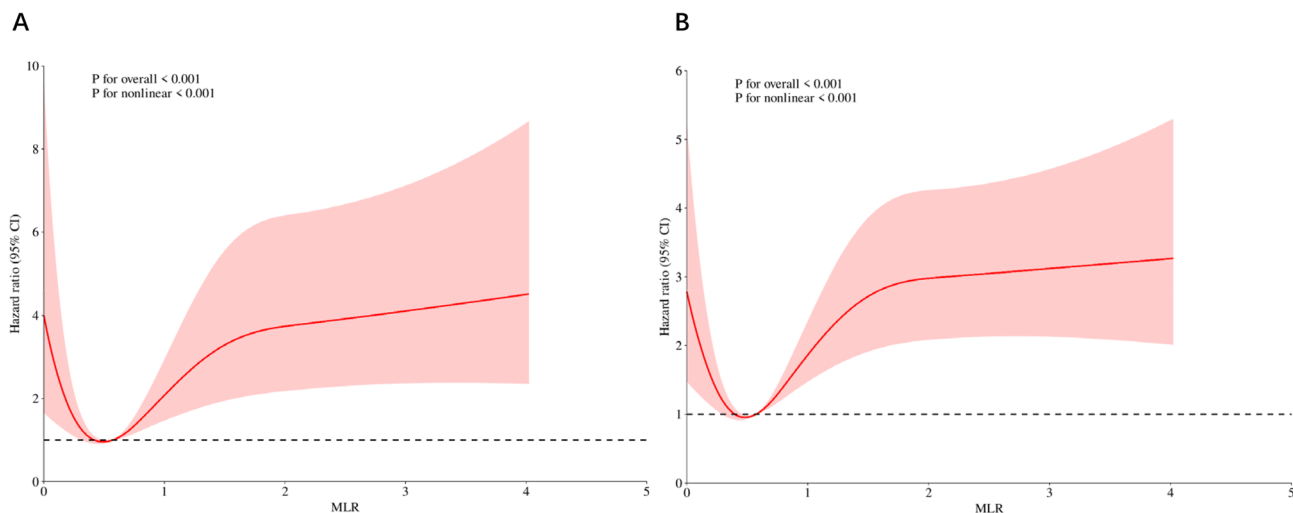 A
P for overall < 0.001
P for nonlinear < 0.001
Hazard ratio (95% CI)
10
8
6
4
2
0
0 1 2 3 4 5
MLR
B
P for overall < 0.001
P for nonlinear < 0.001
Hazard ratio (95% CI)
6
5
4
3
2
1
0
0 1 2 3 4 5
MLR